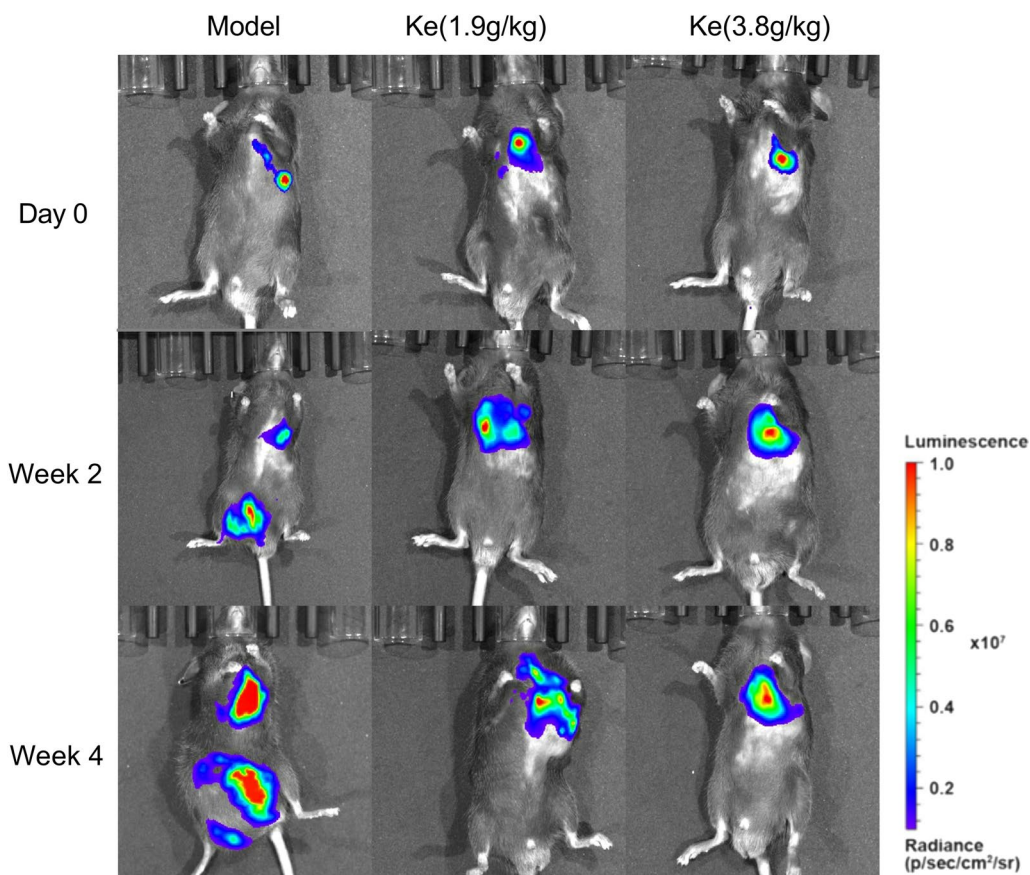 Model Ke(1.9g/kg) Ke(3.8g/kg)
Day 0
Week 2
Luminescence
1.0
0.8
0.6
x10⁷
0.4
0.2
Radiance
(p/sec/cm²/sr)
Week 4